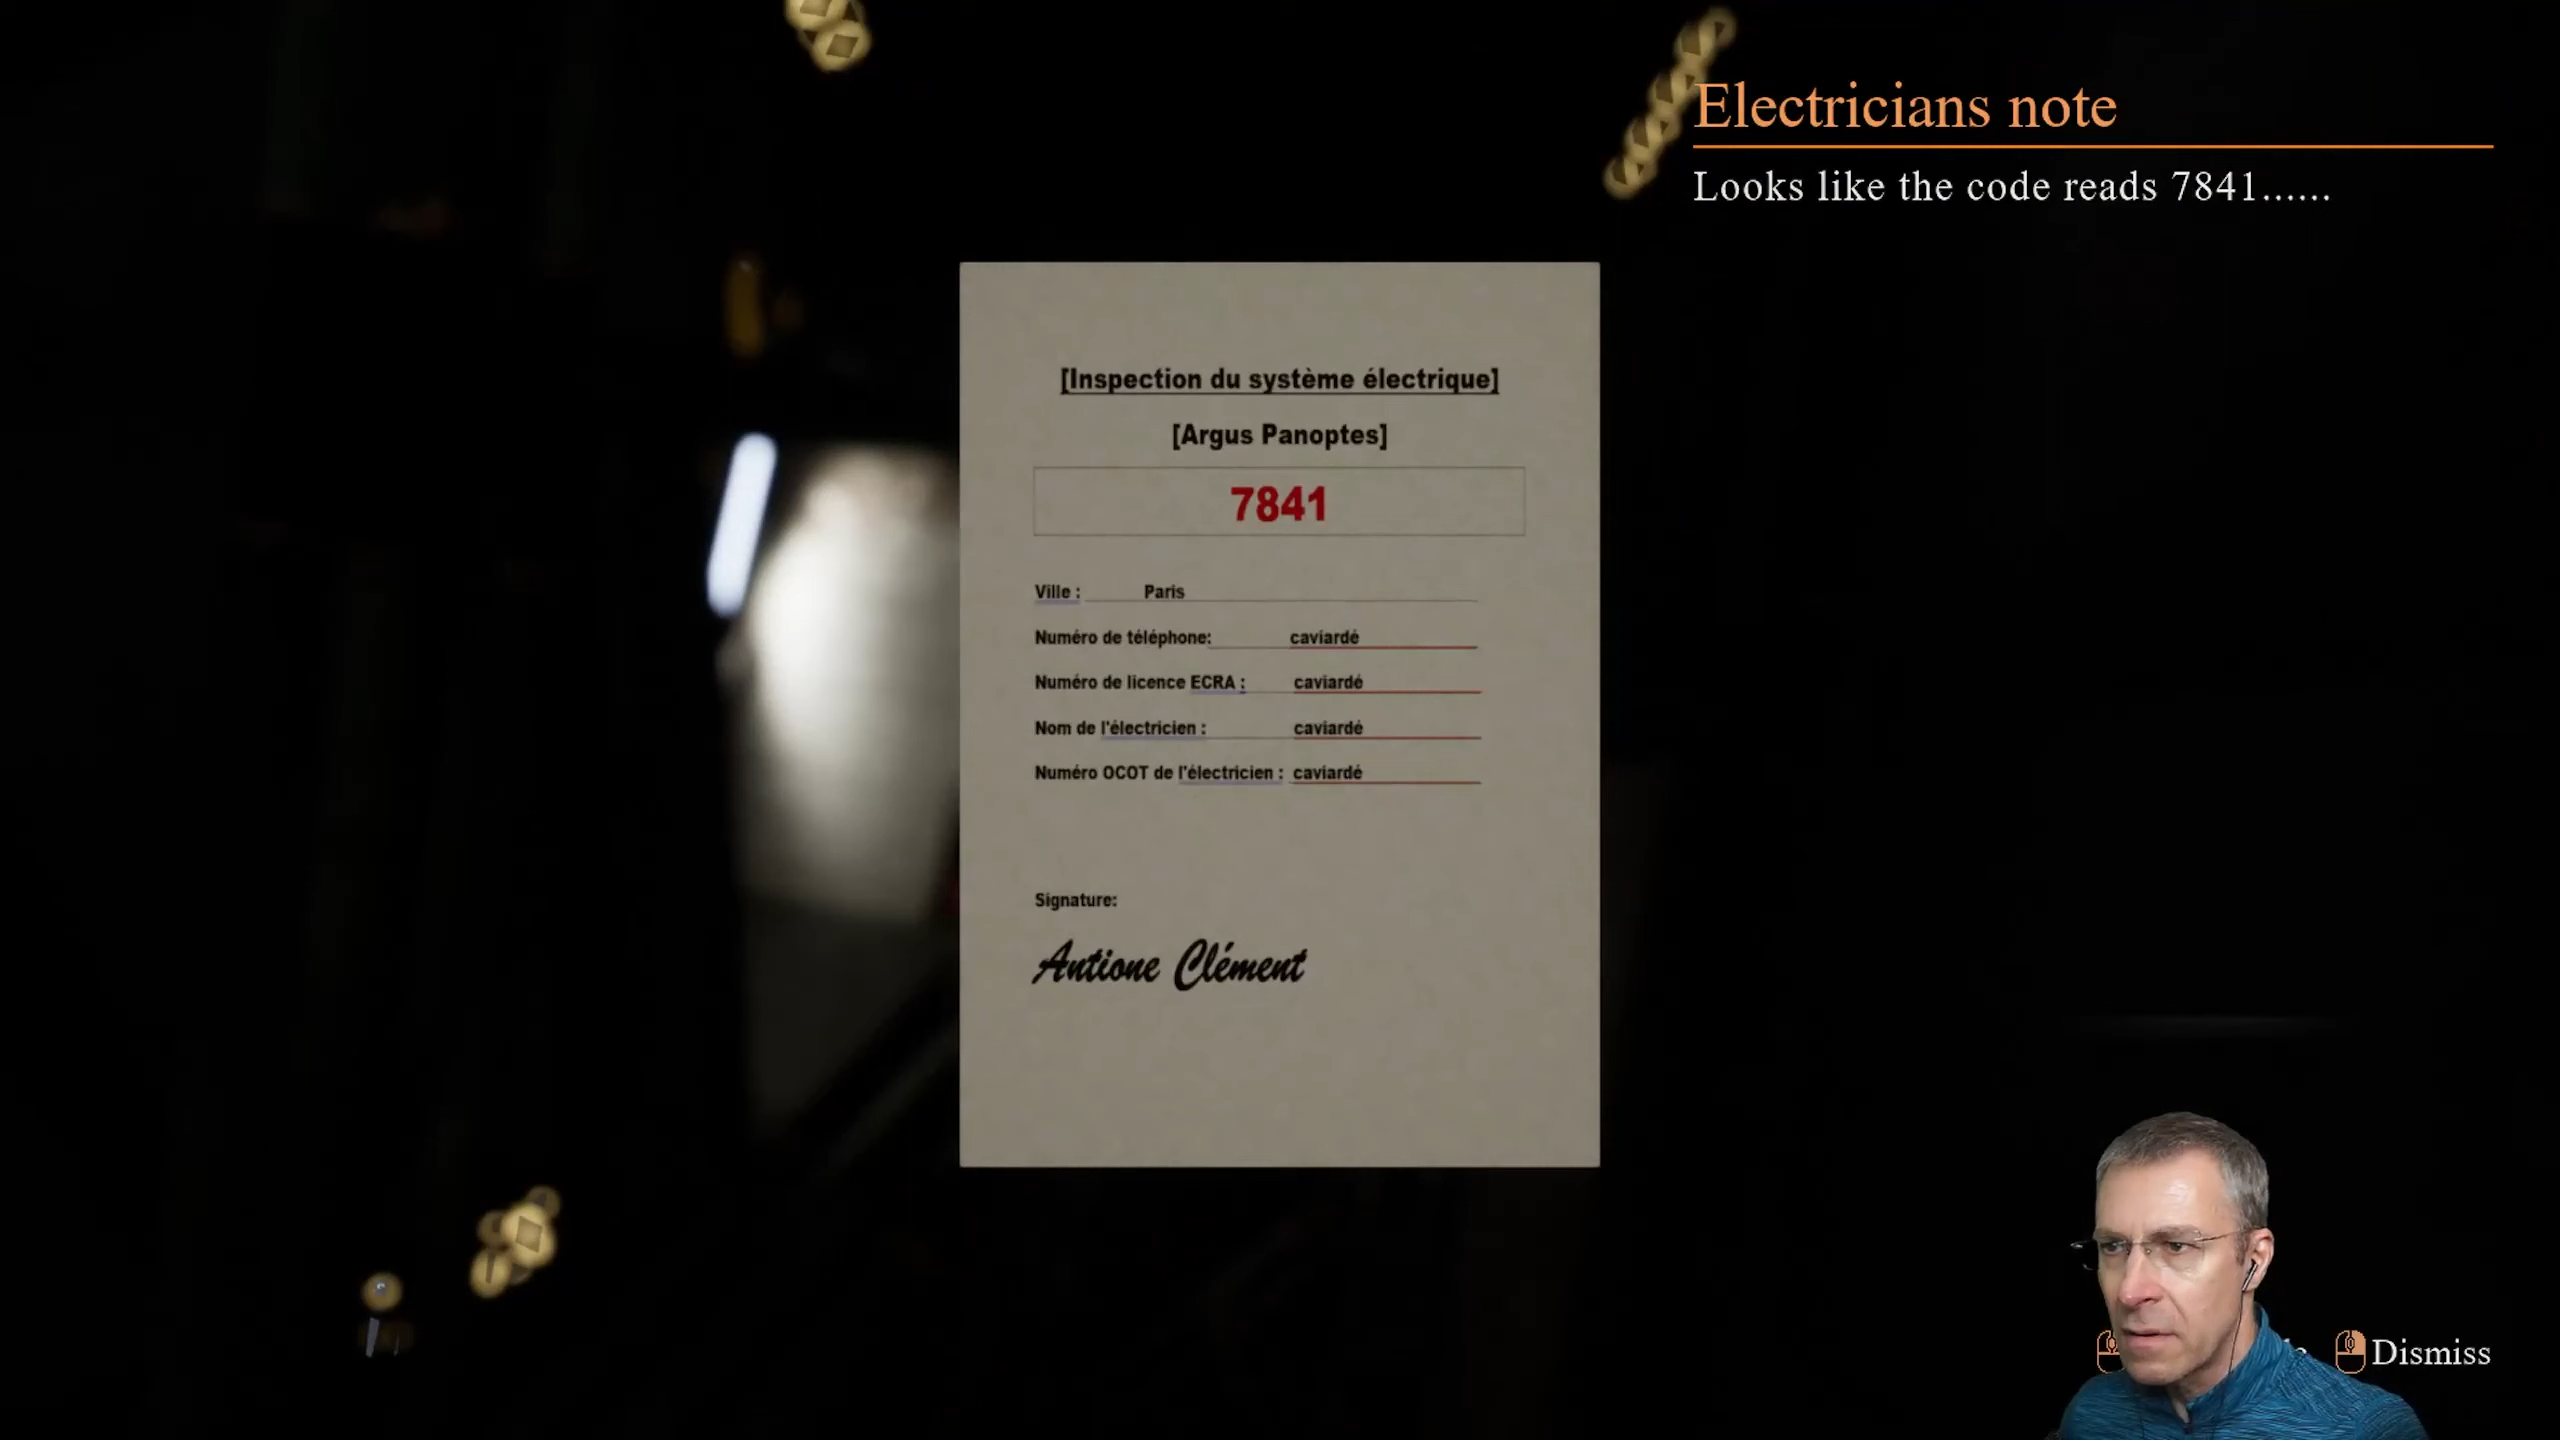 Electricians note
Looks like the code reads 7841......
[Inspection du système électrique]
[Argus Panoptes]
7841
Ville : Paris
Numéro de téléphone: caviardé
Numéro de licence ECRA : caviardé
Nom de l'électricien : caviardé
Numéro OCOT de l'électricien : caviardé
Signature:
Antione Clément
Dismiss